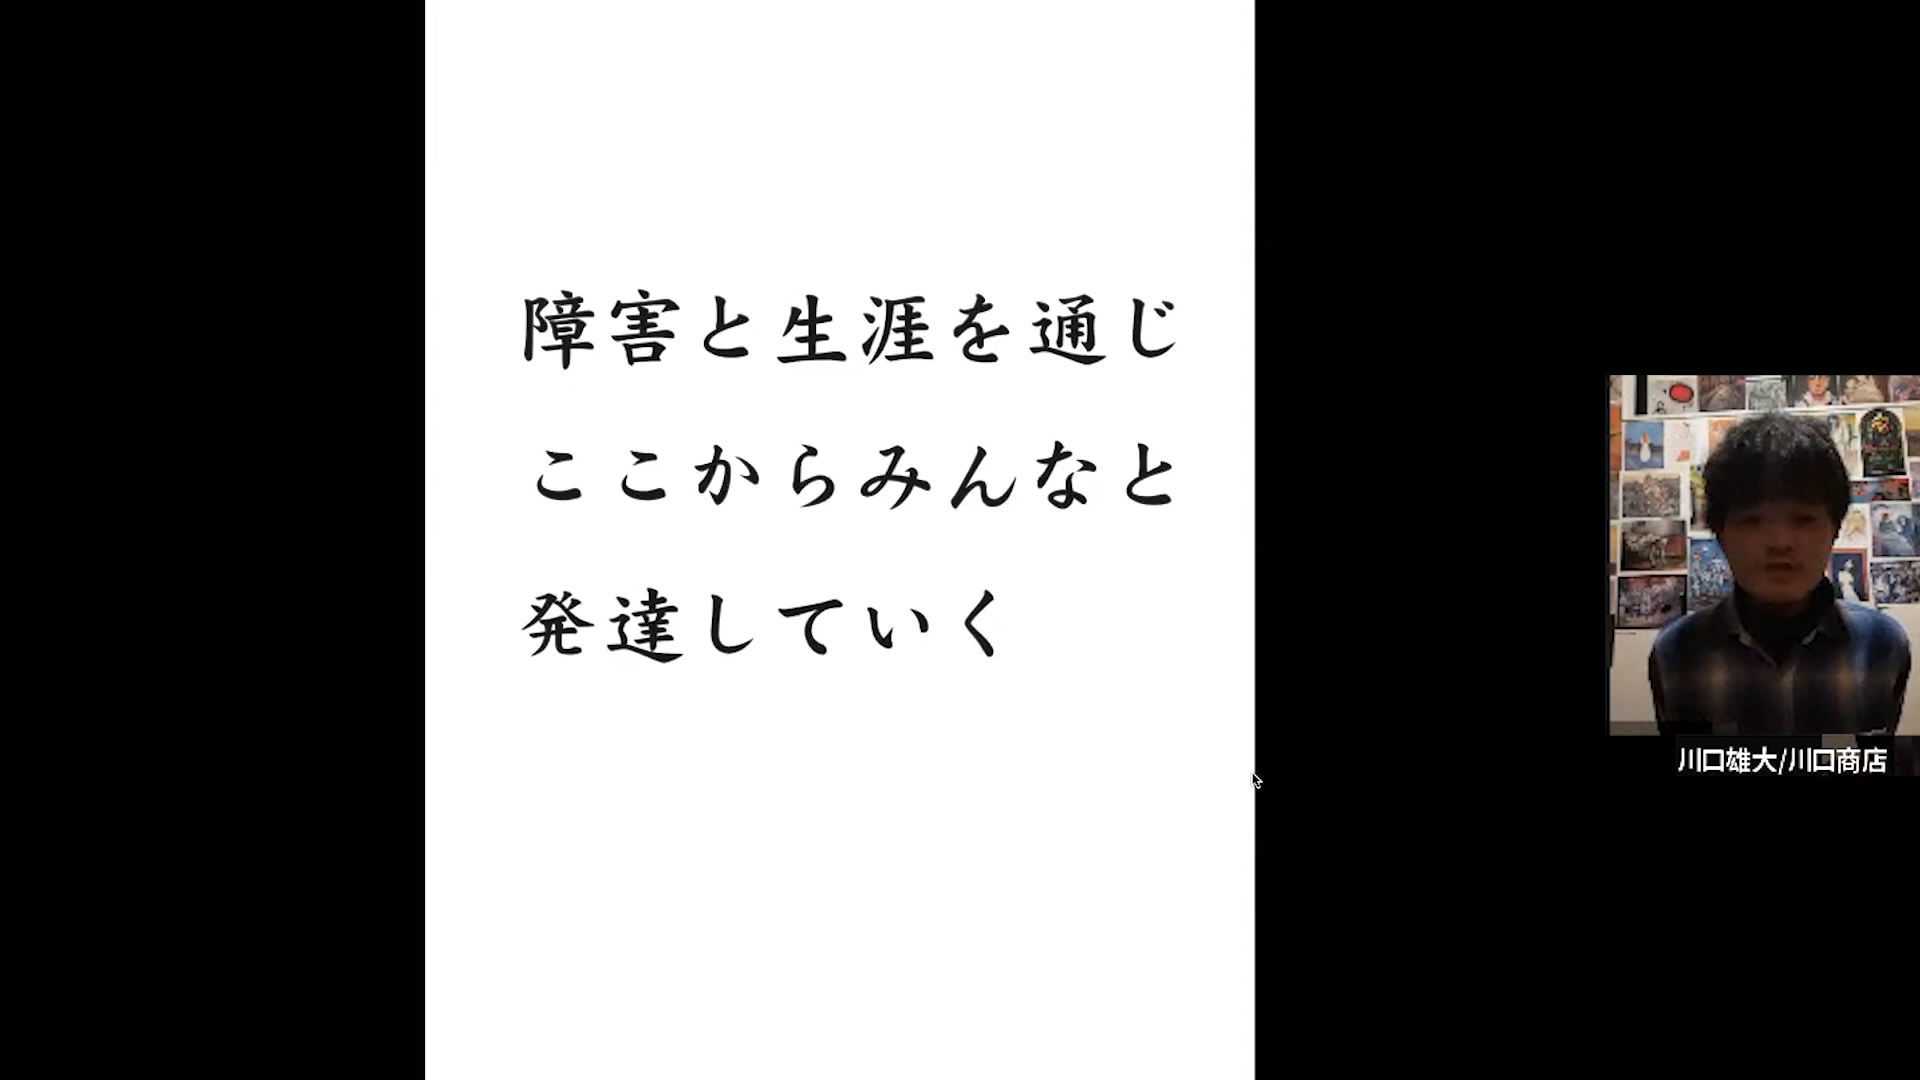 障害と生涯を通じ
ここからみんなと
発達していく
川口雄大/川口商店